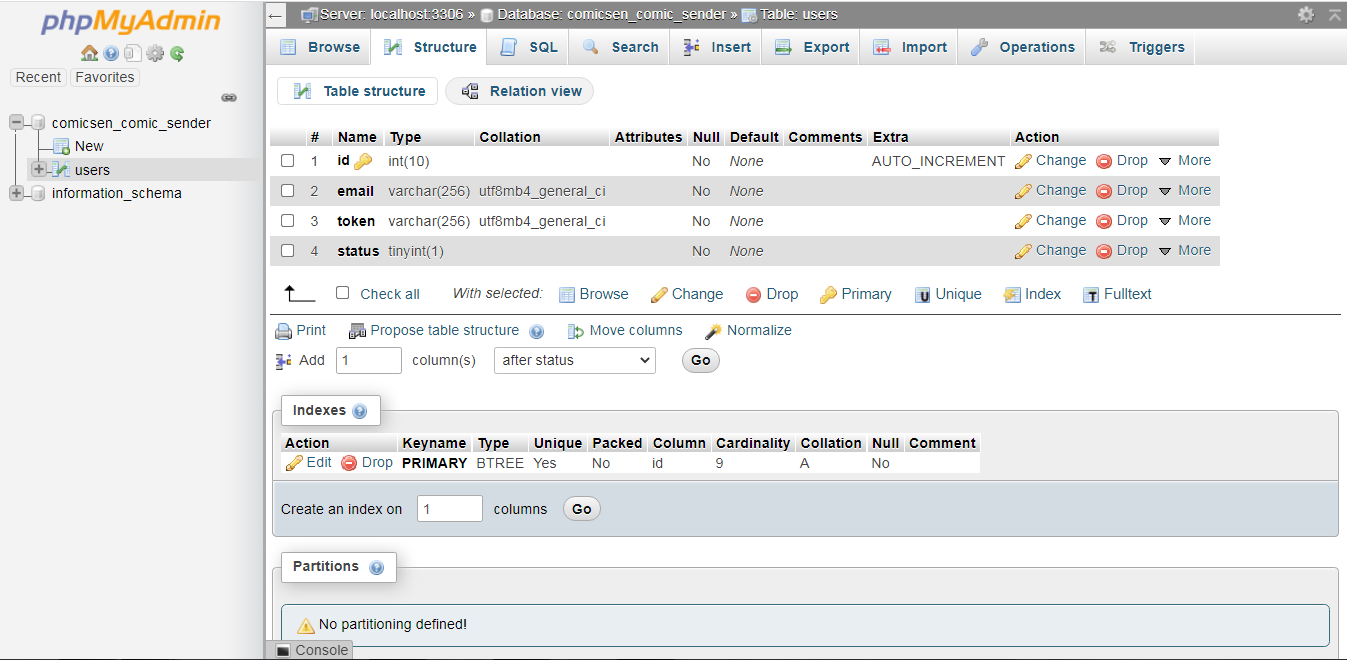 phpMyAdmin
Recent Favorites
comicsen_comic_sender
New
users
information_schema
Server: localhost:3306 » Database: comicsen_comic_sender » Table: users
Browse Structure SQL Search Insert Export Import Operations Triggers
Table structure Relation view
# Name Type Collation Attributes Null Default Comments Extra Action
1 id int(10) No None AUTO_INCREMENT Change Drop More
2 email varchar(256) utf8mb4_general_ci No None Change Drop More
3 token varchar(256) utf8mb4_general_ci No None Change Drop More
4 status tinyint(1) No None Change Drop More
Check all With selected: Browse Change Drop Primary Unique Index Fulltext
Print Propose table structure Move columns Normalize
Add 1 column(s) after status Go
Indexes
Action Keyname Type Unique Packed Column Cardinality Collation Null Comment
Edit Drop PRIMARY BTREE Yes No id 9 A No
Create an index on 1 columns Go
Partitions
No partitioning defined!
Console